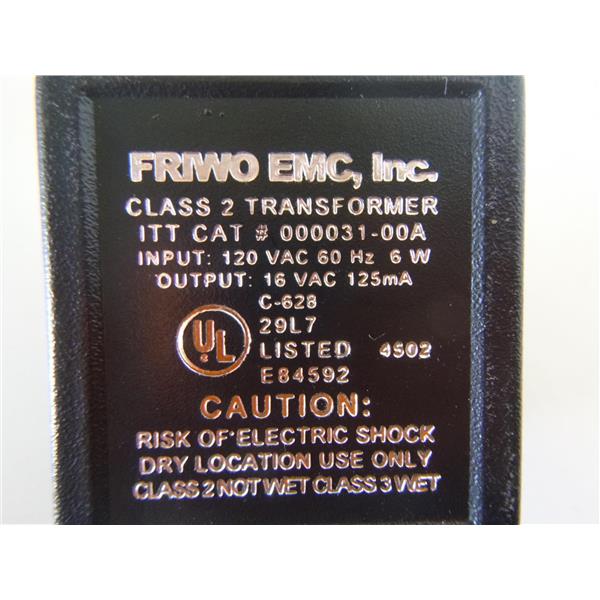 FRIWO EMC, Inc.
CLASS 2 TRANSFORMER
ITT CAT # 000031-00A
INPUT: 120 VAC 60 Hz 6 W
OUTPUT: 16 VAC 125mA
C-628
29L7
UL LISTED 4502
E84592
CAUTION:
RISK OF ELECTRIC SHOCK
DRY LOCATION USE ONLY
CLASS 2 NOT WET CLASS 3 WET